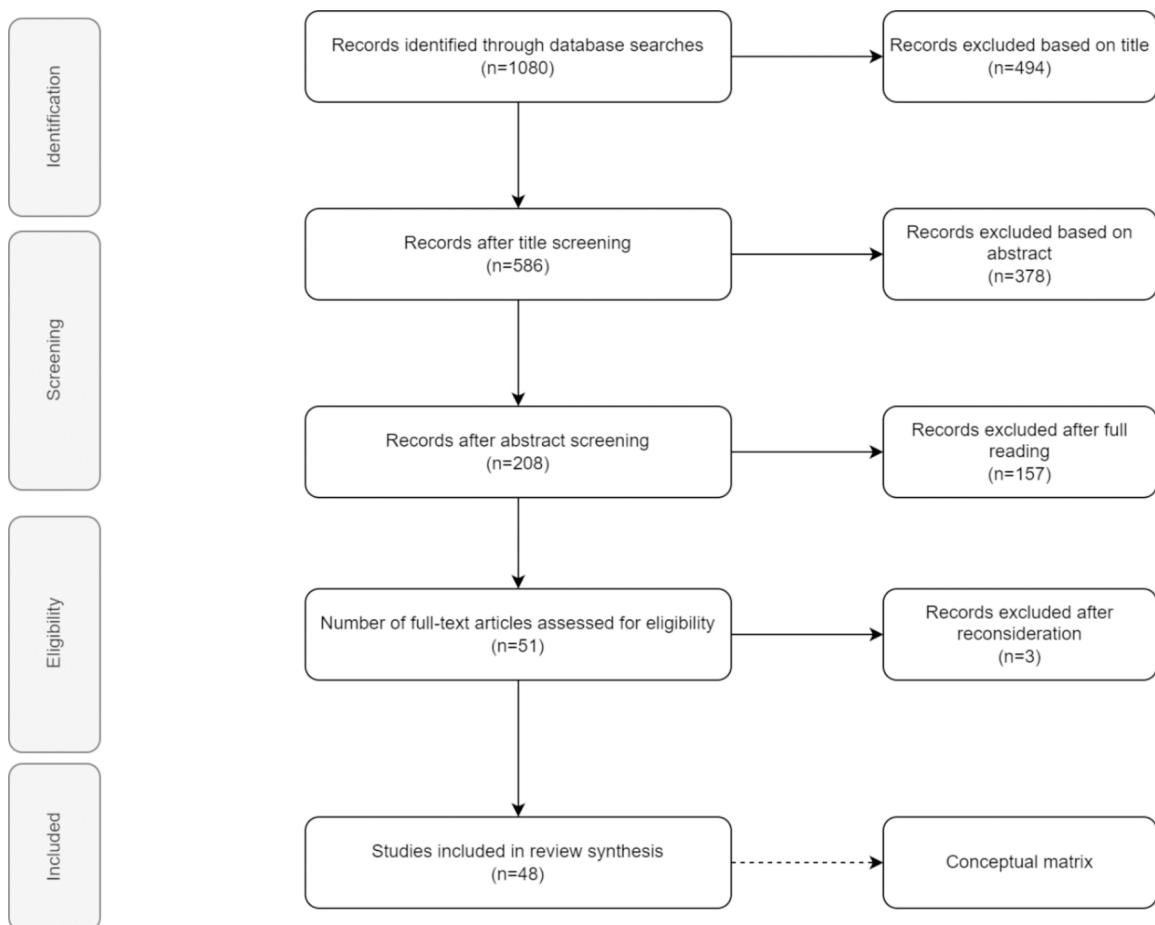 Identification
Records identified through database searches
(n=1080)
Records excluded based on title
(n=494)
Screening
Records after title screening
(n=586)
Records excluded based on
abstract
(n=378)
Records after abstract screening
(n=208)
Records excluded after full
reading
(n=157)
Eligibility
Number of full-text articles assessed for eligibility
(n=51)
Records excluded after
reconsideration
(n=3)
Included
Studies included in review synthesis
(n=48)
Conceptual matrix